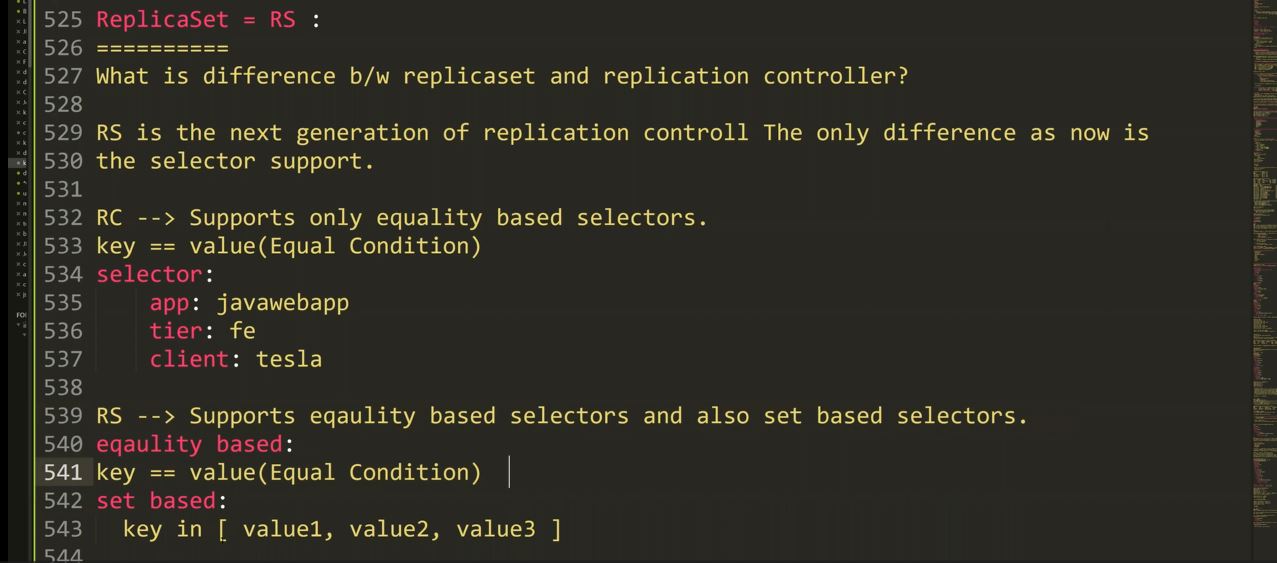 525 ReplicaSet = RS :
526 ==========
527 What is difference b/w replicaset and replication controller?
528
529 RS is the next generation of replication controll The only difference as now is
530 the selector support.
531
532 RC --> Supports only equality based selectors.
533 key == value(Equal Condition)
534 selector:
535     app: javawebapp
536     tier: fe
537     client: tesla
538
539 RS --> Supports eqaulity based selectors and also set based selectors.
540 eqaulity based:
541 key == value(Equal Condition)
542 set based:
543   key in [ value1, value2, value3 ]
544